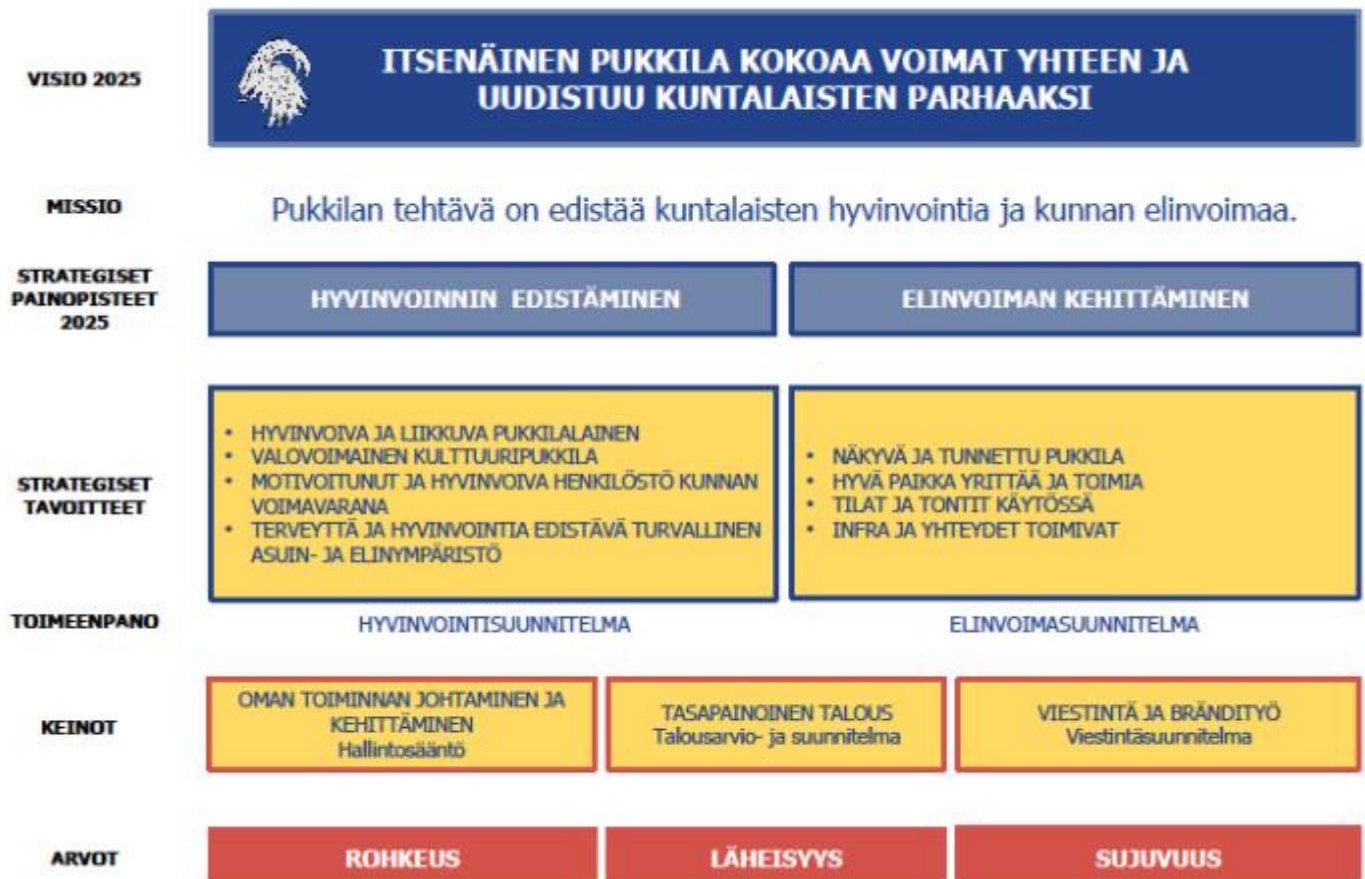 VISIO 2025
ITSENÄINEN PUKKILA KOKOAA VOIMAT YHTEEN JA
UUDISTUU KUNTALAISTEN PARHAAKSI
MISSIO
Pukkilan tehtävä on edistää kuntalaisten hyvinvointia ja kunnan elinvoimaa.
STRATEGISET
PAINOPISTEET
2025
HYVINVOINNIN EDISTÄMINEN
ELINVOIMAN KEHITTÄMINEN
STRATEGISET
TAVOITTEET
• HYVINVOIVA JA LIIKKUVA PUKKILALAINEN
• VALOVOIMAINEN KULTTUURIPUKKILA
• MOTIVOITUNUT JA HYVINVOIVA HENKILÖSTÖ KUNNAN
VOIMAVARANA
• TERVEYTTÄ JA HYVINVOINTIA EDISTÄVÄ TURVALLINEN
ASUIN- JA ELINYMPÄRISTÖ
• NÄKYVÄ JA TUNNETTU PUKKILA
• HYVÄ PAIKKA YRITTÄÄ JA TOIMIA
• TILAT JA TONTIT KÄYTÖSSÄ
• INFRA JA YHTEYDET TOIMIVAT
TOIMEENPANO
HYVINVOINTISUUNNITELMA
ELINVOIMASUUNNITELMA
KEINOT
OMAN TOIMINNAN JOHTAMINEN JA
KEHITTÄMINEN
Hallintosääntö
TASAPAINOINEN TALOUS
Talousarvio- ja suunnitelma
VIESTINTÄ JA BRÄNDITYÖ
Viestintäsuunnitelma
ARVOT
ROHKEUS
LÄHEISYYS
SUJUVUUS